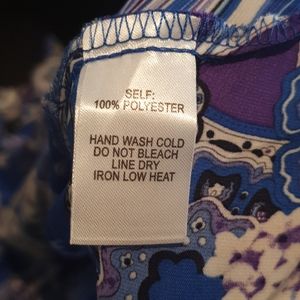 SELF:
100% POLYESTER
HAND WASH COLD
DO NOT BLEACH
LINE DRY
IRON LOW HEAT